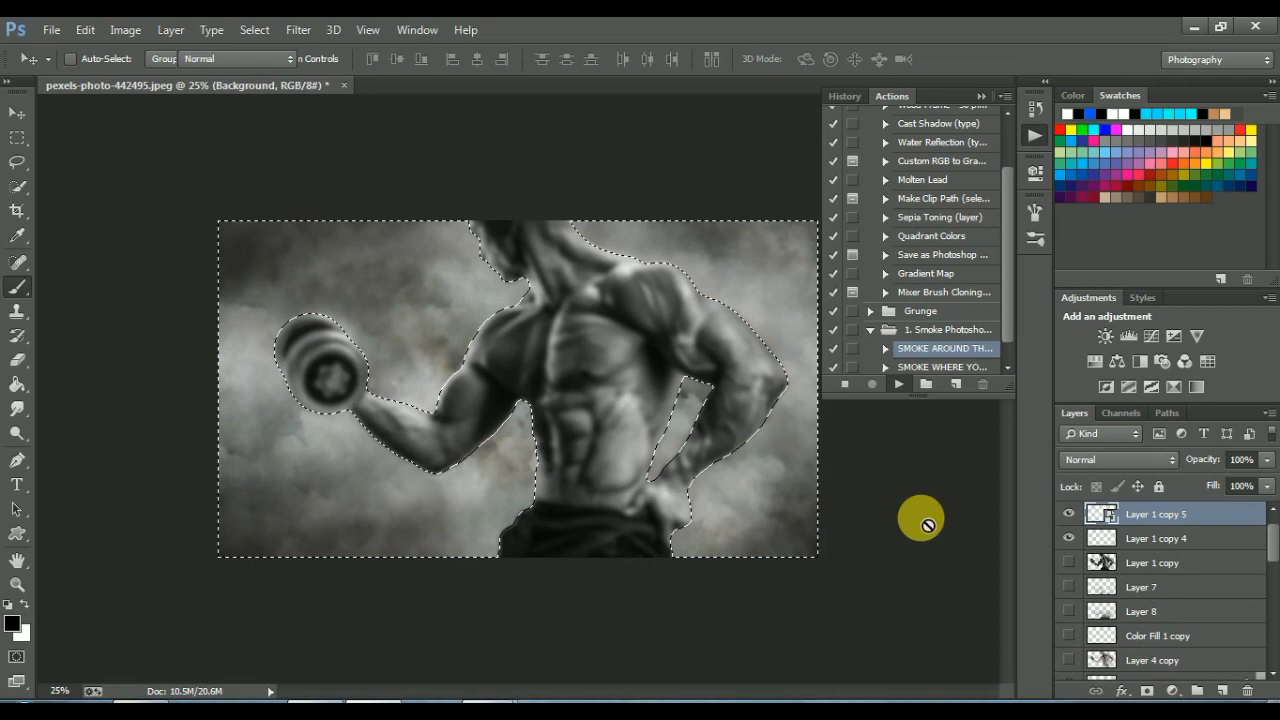 Ps File Edit Image Layer Type Select Filter 3D View Window Help
Auto-Select: Group Normal n Controls 3D Mode: Photography
pexels-photo-442495.jpeg @ 25% (Background, RGB/8#) * ×
History Actions
Cast Shadow (type)
Water Reflection (ty...
Custom RGB to Gra...
Molten Lead
Make Clip Path (sele...
Sepia Toning (layer)
Quadrant Colors
Save as Photoshop ...
Gradient Map
Mixer Brush Cloning...
Grunge
1. Smoke Photosho...
SMOKE AROUND TH...
SMOKE WHERE YO...
Color Swatches
Adjustments Styles
Add an adjustment
Layers Channels Paths
Kind
Normal Opacity: 100%
Lock: Fill: 100%
Layer 1 copy 5
Layer 1 copy 4
Layer 1 copy
Layer 7
Layer 8
Color Fill 1 copy
Layer 4 copy
25% Doc: 10.5M/20.6M